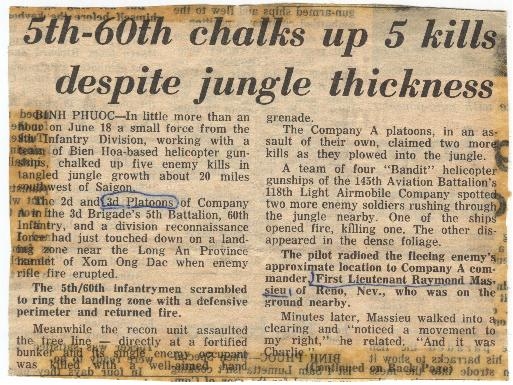 5th-60th chalks up 5 kills
despite jungle thickness
BINH PHUOC—In little more than an
hour on June 18 a small force from the
9th Infantry Division, working with a
team of Bien Hoa-based helicopter gun-
ships, chalked up five enemy kills in
tangled jungle growth about 20 miles
southwest of Saigon.
The 2d and 3d Platoons of Company
A in the 3d Brigade's 5th Battalion, 60th
Infantry, and a division reconnaissance
force had just touched down on a land-
ing zone near the Long An Province
hamlet of Xom Ong Dac when enemy
rifle fire erupted.
The 5th/60th infantrymen scrambled
to ring the landing zone with a defensive
perimeter and returned fire.
Meanwhile the recon unit assaulted
the tree line — directly at a fortified
bunker and its single enemy occupant
was killed with a well-aimed hand
grenade.
The Company A platoons, in an as-
sault of their own, claimed two more
kills as they plowed into the jungle.
A team of four "Bandit" helicopter
gunships of the 145th Aviation Battalion's
118th Light Airmobile Company spotted
two more enemy soldiers rushing through
the jungle nearby. One of the ships
opened fire, killing one. The other dis-
appeared in the dense foliage.
The pilot radioed the fleeing enemy's
approximate location to Company A com-
mander, First Lieutenant Raymond Mas-
sieu of Reno, Nev., who was on the
ground nearby.
Minutes later, Massieu walked into a
clearing and "noticed a movement to
my right," he related. "And it was
Charlie.
(Continued on Back Page)